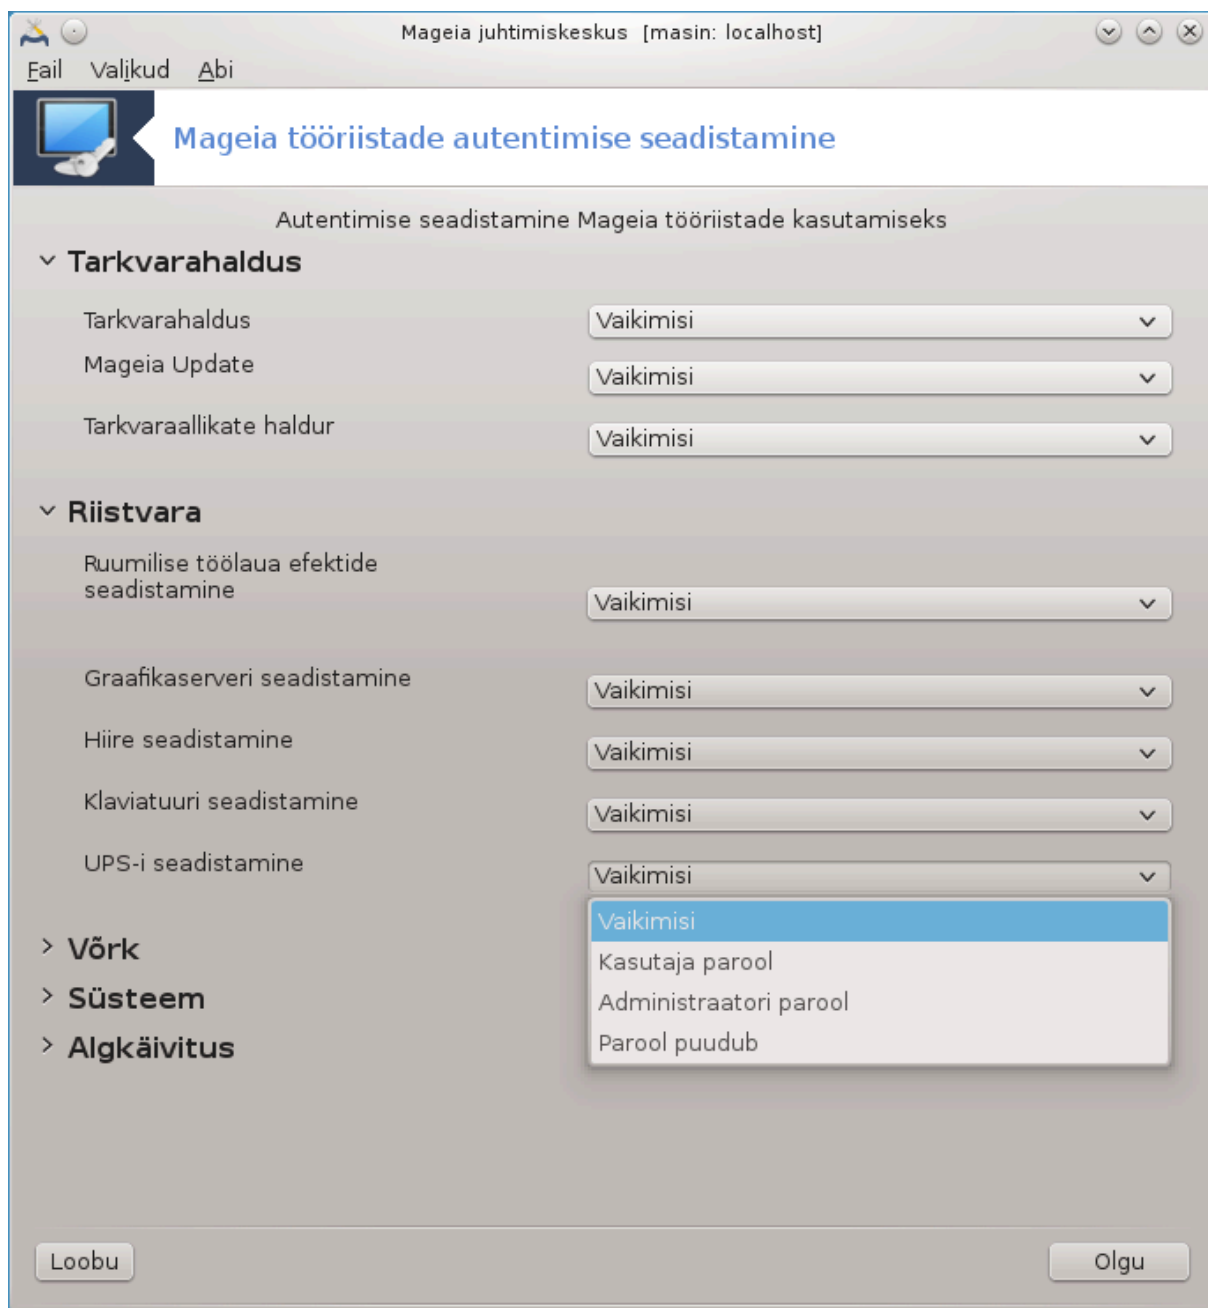 Mageia juhtimiskeskus [masin: localhost]
Fail Valikud Abi
Mageia tööriistade autentimise seadistamine
Autentimise seadistamine Mageia tööriistade kasutamiseks
Tarkvarahaldus
Tarkvarahaldus Vaikimisi
Mageia Update Vaikimisi
Tarkvaraallikate haldur Vaikimisi
Riistvara
Ruumilise töölaua efektide
seadistamine Vaikimisi
Graafikaserveri seadistamine Vaikimisi
Hiire seadistamine Vaikimisi
Klaviatuuri seadistamine Vaikimisi
UPS-i seadistamine Vaikimisi
Vaikimisi
Kasutaja parool
Administraatori parool
Parool puudub
Võrk
Süsteem
Algkäivitus
Loobu Olgu